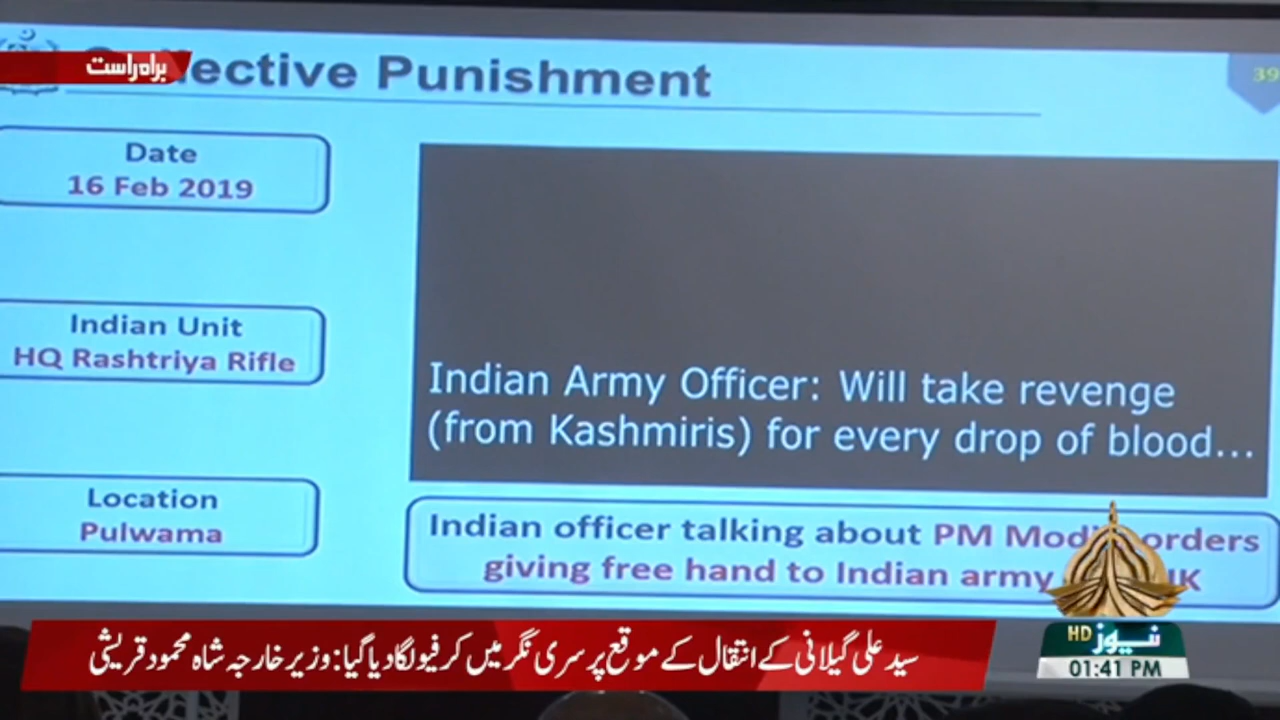 براہ راست
lective Punishment
39
Date
16 Feb 2019
Indian Unit
HQ Rashtriya Rifle
Location
Pulwama
Indian Army Officer: Will take revenge
(from Kashmiris) for every drop of blood...
Indian officer talking about PM Modi orders
giving free hand to Indian army
سید علی گیلانی کے انتقال کے موقع پر سری نگر میں کرفیو لگا دیا گیا: وزیر خارجہ شاہ محمود قریشی
HD نیوز
01:41 PM